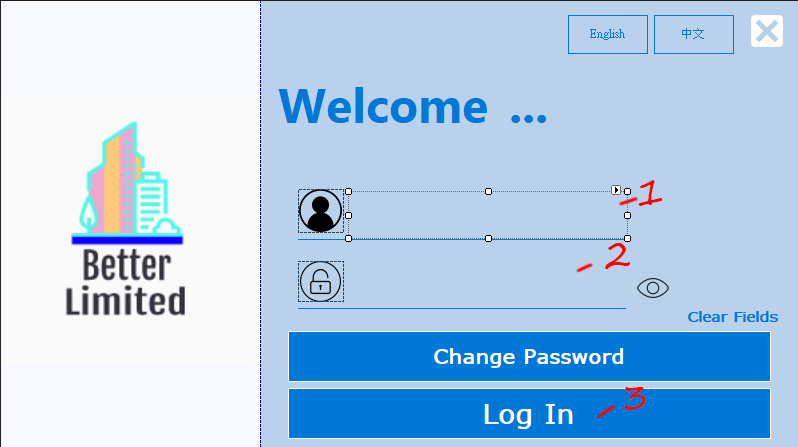 English
中文
Welcome ...
1
2
Better
Limited
Clear Fields
Change Password
Log In
3